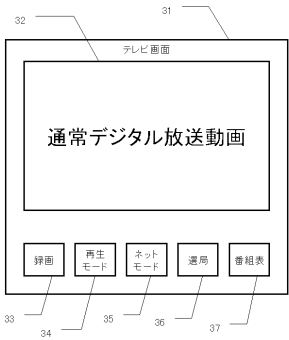 32
31
テレビ画面
通常デジタル放送動画
録画
再生
モード
ネット
モード
選局
番組表
33
34
35
36
37